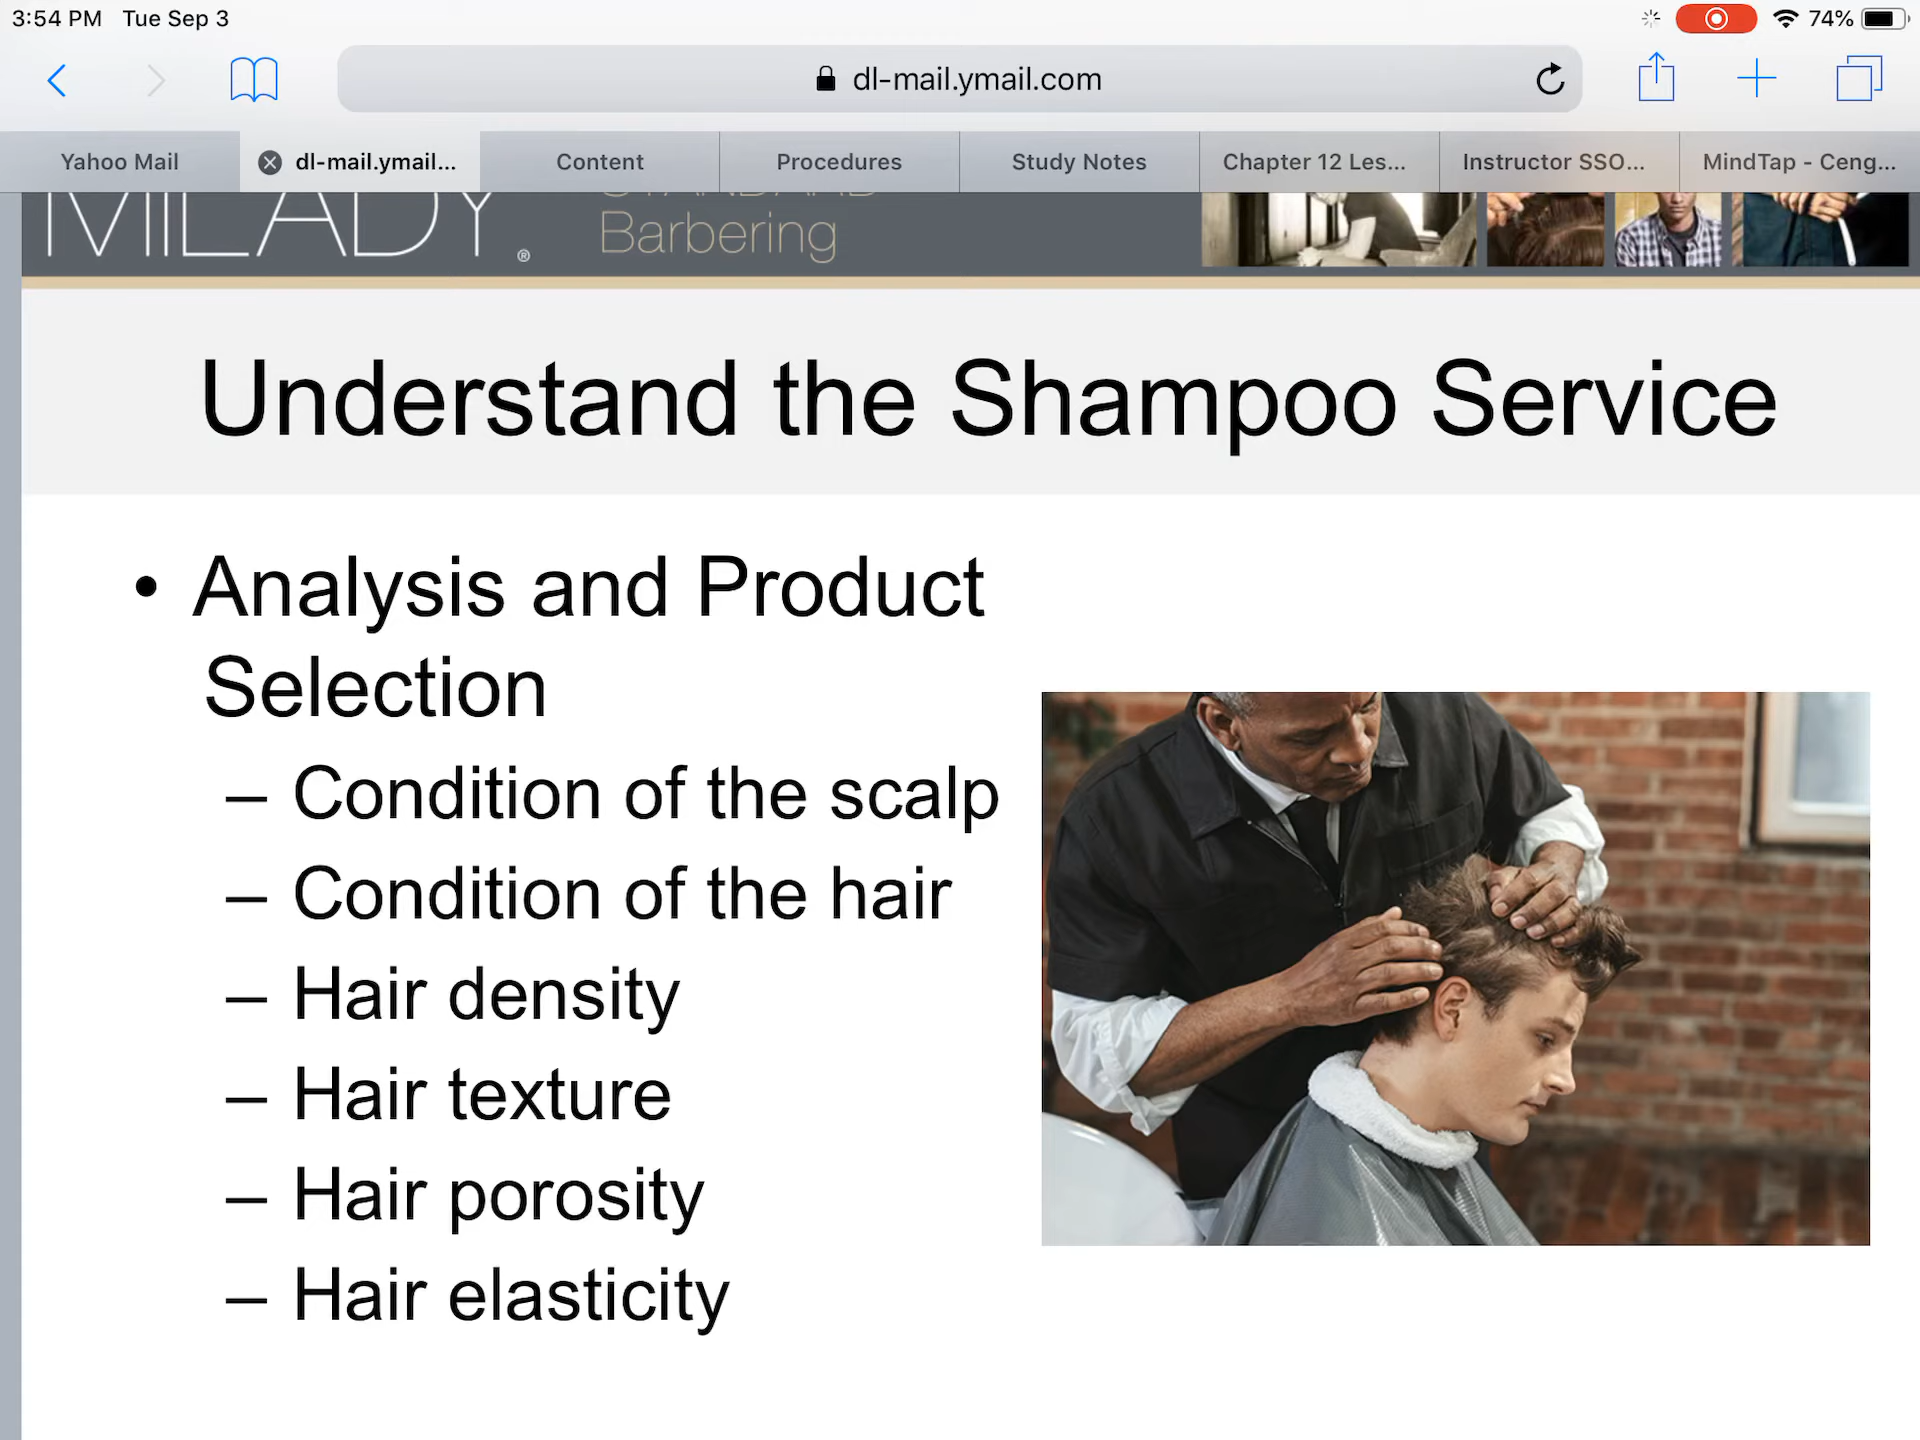 3:54 PM Tue Sep 3
74%
dl-mail.ymail.com
Yahoo Mail
dl-mail.ymail...
Content
Procedures
Study Notes
Chapter 12 Les...
Instructor SSO...
MindTap - Ceng...
MILADY®
STANDARD
Barbering
Understand the Shampoo Service
• Analysis and Product
Selection
– Condition of the scalp
– Condition of the hair
– Hair density
– Hair texture
– Hair porosity
– Hair elasticity